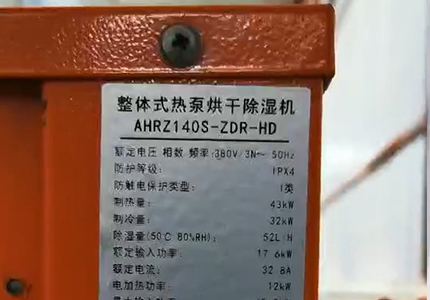 整体式热泵烘干除湿机
AHRZ140S-ZDR-HD
额定电压 相数 频率:380V/3N~ 50Hz
防护等级: IPX4
防触电保护类型: I类
制热量: 43kW
制冷量: 32kW
除湿量(50℃ 80%RH): 52L/H
额定输入功率: 17.6kW
额定电流: 32.8A
电加热功率: 12kW